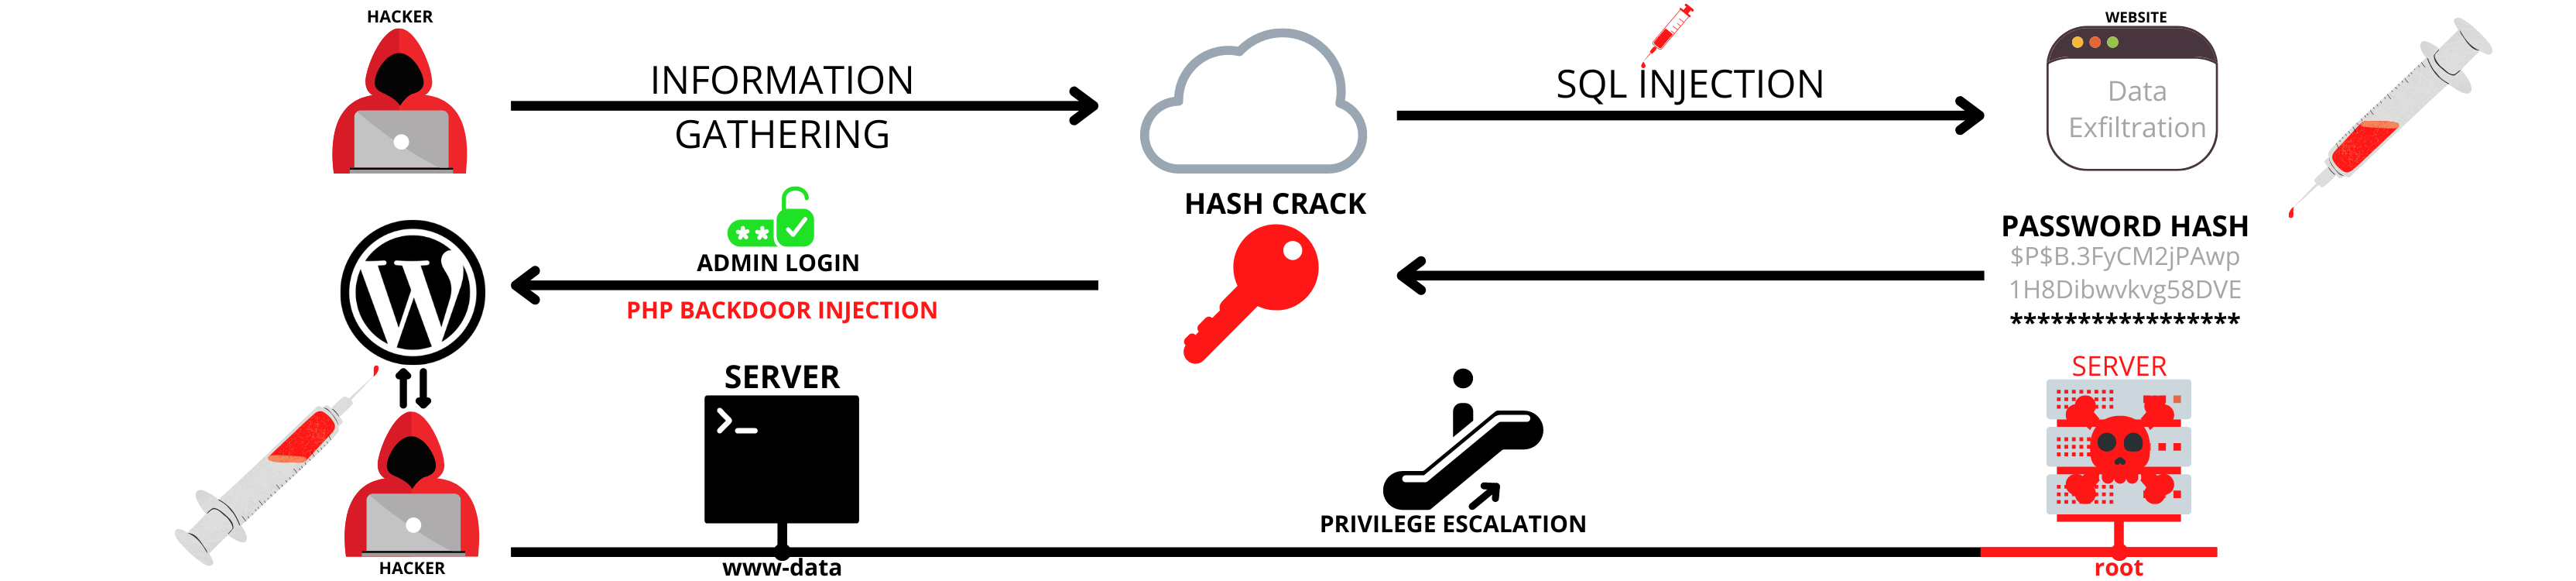 HACKER
INFORMATION
GATHERING
SQL INJECTION
WEBSITE
Data
Exfiltration
HASH CRACK
PASSWORD HASH
$P$B.3FyCM2jPAwp
1H8Dibwvkvg58DVE
*****************
** 
ADMIN LOGIN
PHP BACKDOOR INJECTION
W
SERVER
>_
www-data
HACKER
PRIVILEGE ESCALATION
SERVER
root